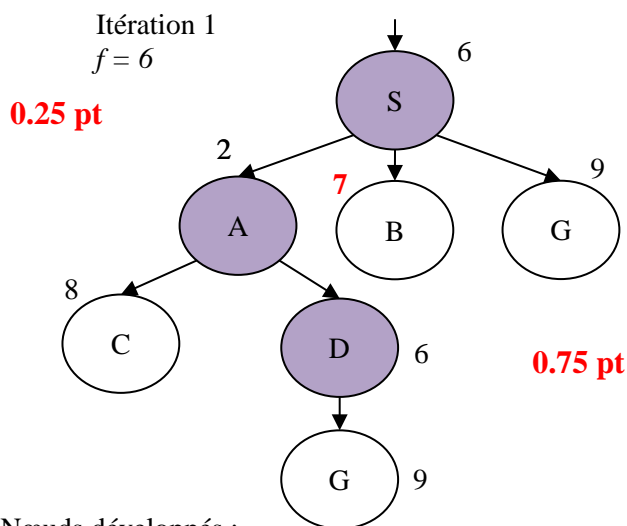 Itération 1
f = 6
6
S
0.25 pt
2
7
9
A
B
G
8
C
D
6
0.75 pt
G
9
Nœuds développés :